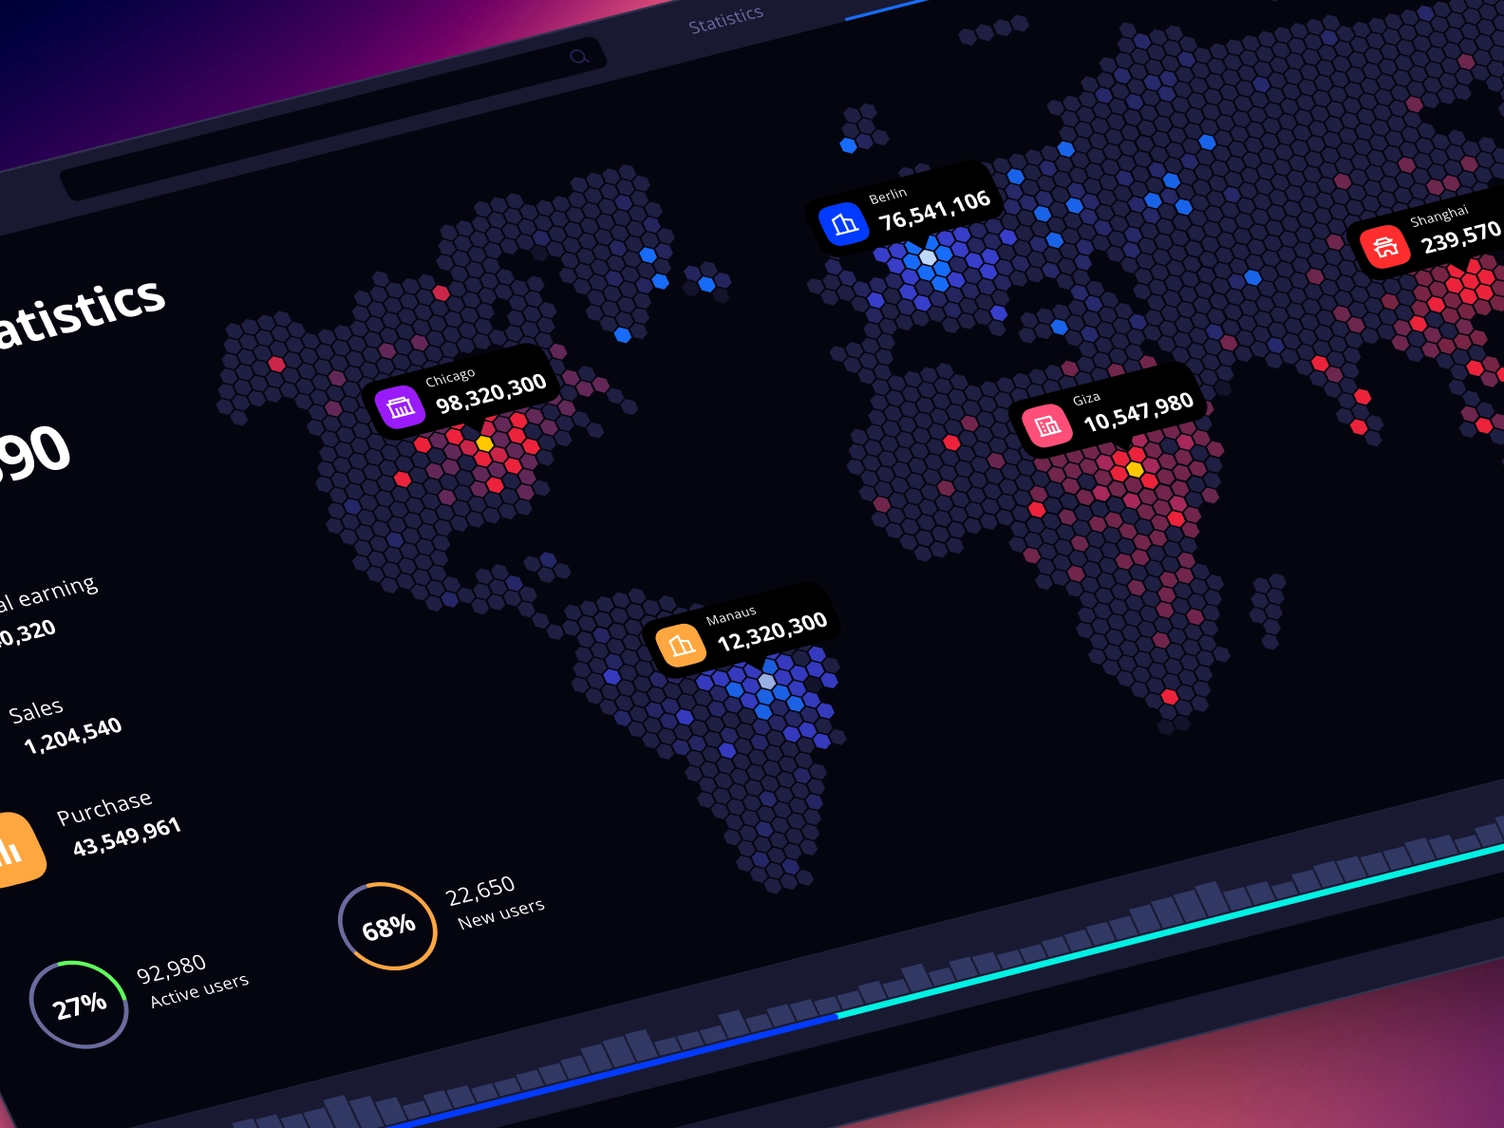 Statistics
atistics
90
al earning
0,320
Sales
1,204,540
Purchase
43,549,961
27%
92,980
Active users
68%
22,650
New users
Chicago
98,320,300
Manaus
12,320,300
Berlin
76,541,106
Giza
10,547,980
Shanghai
239,570